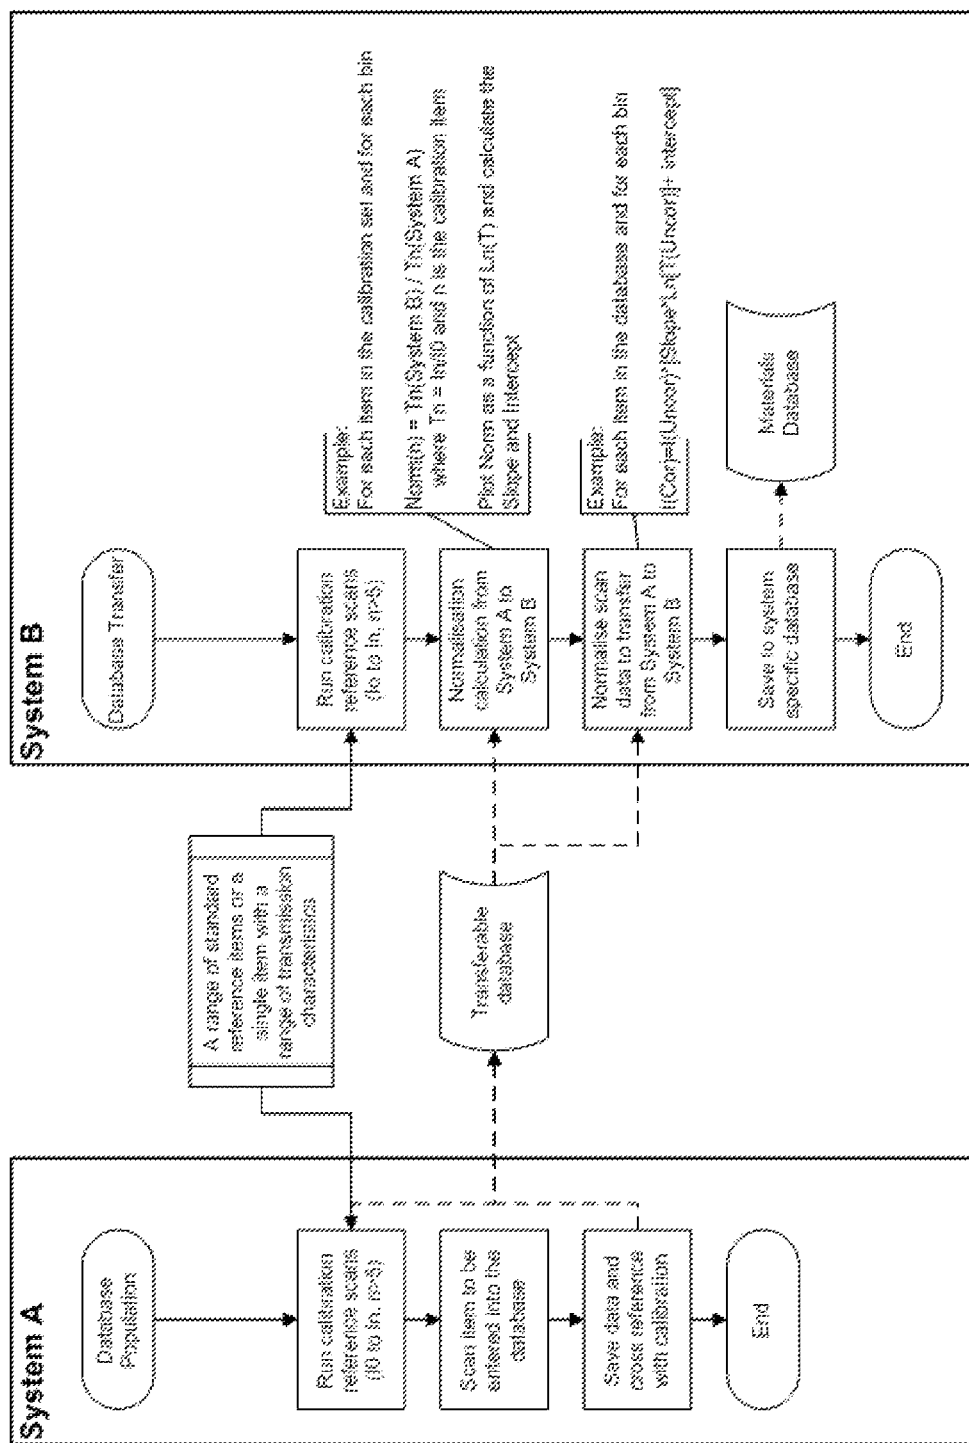 System A
Database
Population
Run calibration
reference scans
(I0 to In, n>5)
Scan item to be
entered into the
database
Save data and
cross reference
with calibration
End
A range of standard
reference items or a
single item with a
range of transmission
characteristics
Transferable
database
System B
Database Transfer
Run calibration
reference scans
(Io to In, n>5)
Normalisation
calculation from
System A to
System B
Normalise scan
data to transfer
from System A to
System B
Save to system
specific database
End
Example:
For each item in the calibration set and for each bin
Norm(n) = Tn(System B) / Tn(System A)
where Tn = In/I0 and n is the calibration item
Plot Norm as a function of Ln(T) and calculate the
Slope and Intercept
Example:
For each item in the database and for each bin
I(Cor)=I(Uncor)*[Slope*Ln[T(Uncor)]+ intercept]
Materials
Database